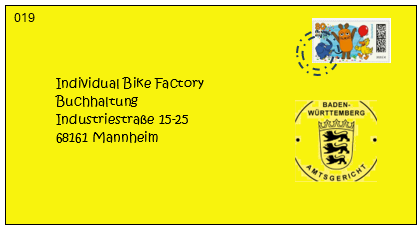 019
Individual Bike Factory
Buchhaltung
Industriestraße 15-25
68161 Mannheim
BADEN-
WÜRTTEMBERG
AMTSGERICHT